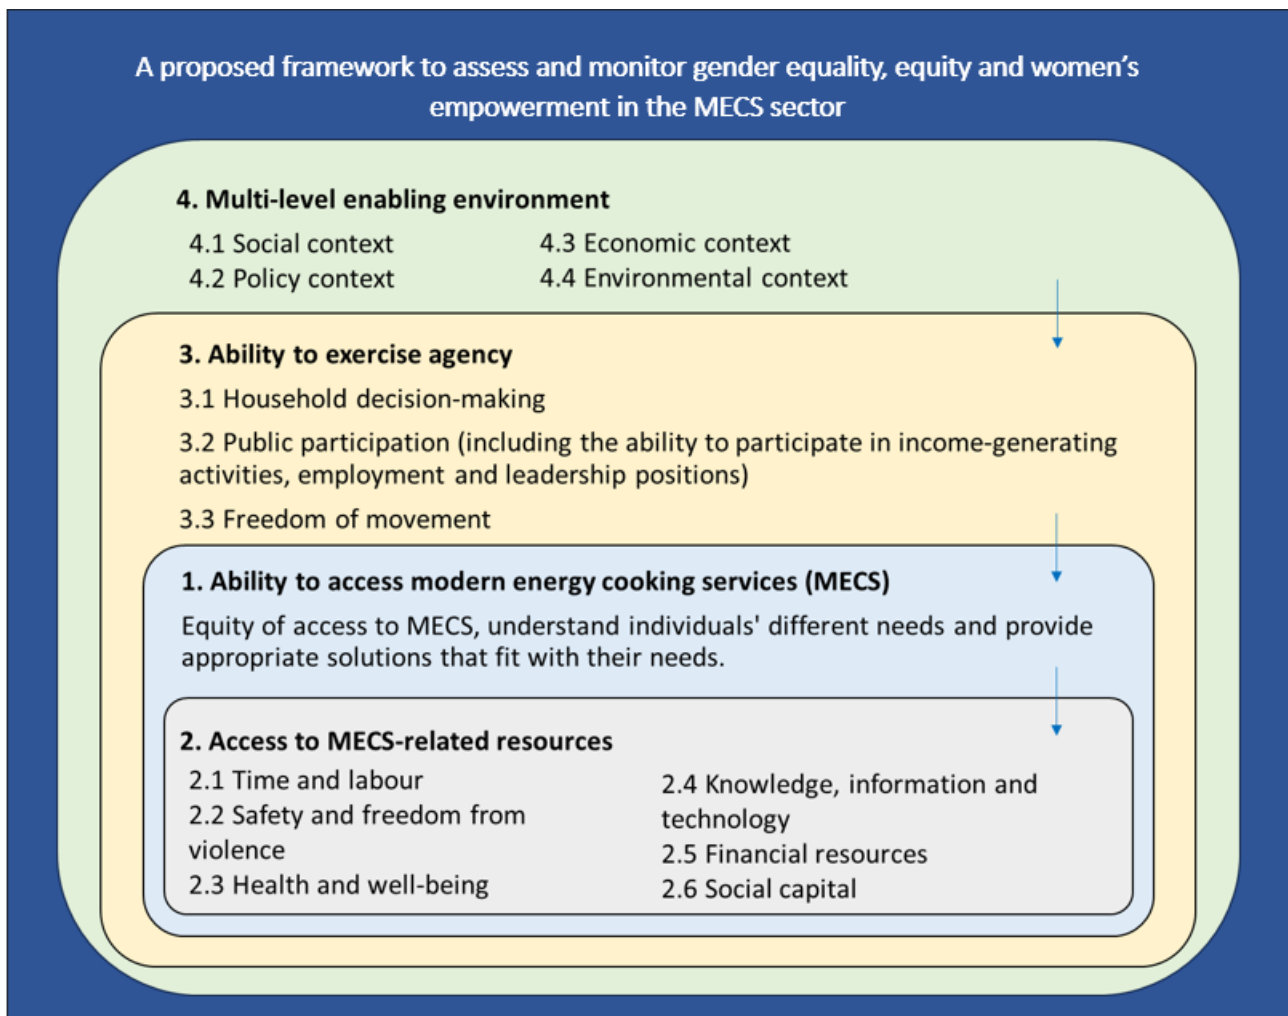 A proposed framework to assess and monitor gender equality, equity and women’s
empowerment in the MECS sector
4. Multi-level enabling environment
4.1 Social context
4.2 Policy context
4.3 Economic context
4.4 Environmental context
3. Ability to exercise agency
3.1 Household decision-making
3.2 Public participation (including the ability to participate in income-generating
activities, employment and leadership positions)
3.3 Freedom of movement
1. Ability to access modern energy cooking services (MECS)
Equity of access to MECS, understand individuals' different needs and provide
appropriate solutions that fit with their needs.
2. Access to MECS-related resources
2.1 Time and labour
2.2 Safety and freedom from
violence
2.3 Health and well-being
2.4 Knowledge, information and
technology
2.5 Financial resources
2.6 Social capital